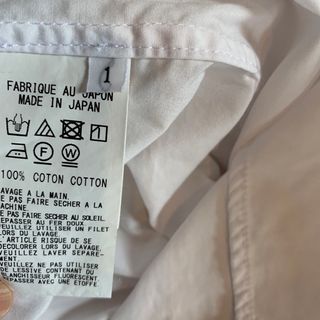 1
FABRIQUE AU JAPON
MADE IN JAPAN
F
W
100% COTON COTTON
LAVAGE A LA MAIN
NE PAS FAIRE SECHER A LA
MACHINE
NE PAS FAIRE SECHER AU SOLEIL.
REPASSER AU FER DOUX
VEUILLEZ UTILISER UN FILET
LORS DU LAVAGE.
L'ARTICLE RISQUE DE SE
DECOLORER LORS DU LAVAGE.
VEUILLEZ LAVER SEPARE-
MENT.
VEUILLEZ NE PAS UTILISER
DE LESSIVE CONTENANT DU
BLANCHISSEUR FLUORESCENT.
AVEC UNE ETOFFE